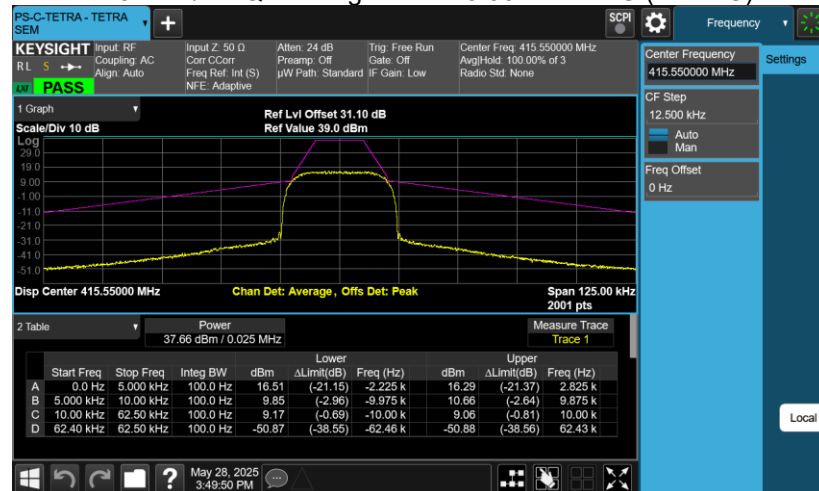 PS-C-TETRA - TETRA
SEM
SCPI
Frequency
KEYSIGHT
R L S
LXI PASS
Input: RF
Coupling: AC
Align: Auto
Input Z: 50 Ω
Corr CCorr
Freq Ref: Int (S)
NFE: Adaptive
Atten: 24 dB
Preamp: Off
µW Path: Standard
Trig: Free Run
Gate: Off
IF Gain: Low
Center Freq: 415.550000 MHz
Avg|Hold: 100.00% of 3
Radio Std: None
Center Frequency
415.550000 MHz
Settings
CF Step
12.500 kHz
Auto
Man
Freq Offset
0 Hz
Local
1 Graph
Scale/Div 10 dB
Ref Lvl Offset 31.10 dB
Ref Value 39.0 dBm
Log
29.0
19.0
9.00
-1.00
-11.0
-21.0
-31.0
-41.0
-51.0
Disp Center 415.55000 MHz
Chan Det: Average, Offs Det: Peak
Span 125.00 kHz
2001 pts
2 Table
Power
37.66 dBm / 0.025 MHz
Measure Trace
Trace 1
Lower Upper
Start Freq Stop Freq Integ BW dBm ΔLimit(dB) Freq (Hz) dBm ΔLimit(dB) Freq (Hz)
A 0.0 Hz 5.000 kHz 100.0 Hz 16.51 (-21.15) -2.225 k 16.29 (-21.37) 2.825 k
B 5.000 kHz 10.00 kHz 100.0 Hz 9.85 (-2.96) -9.975 k 10.66 (-2.64) 9.875 k
C 10.00 kHz 62.50 kHz 100.0 Hz 9.17 (-0.69) -10.00 k 9.06 (-0.81) 10.00 k
D 62.40 kHz 62.50 kHz 100.0 Hz -50.87 (-38.55) -62.46 k -50.88 (-38.56) 62.43 k
?
May 28, 2025
3:49:50 PM